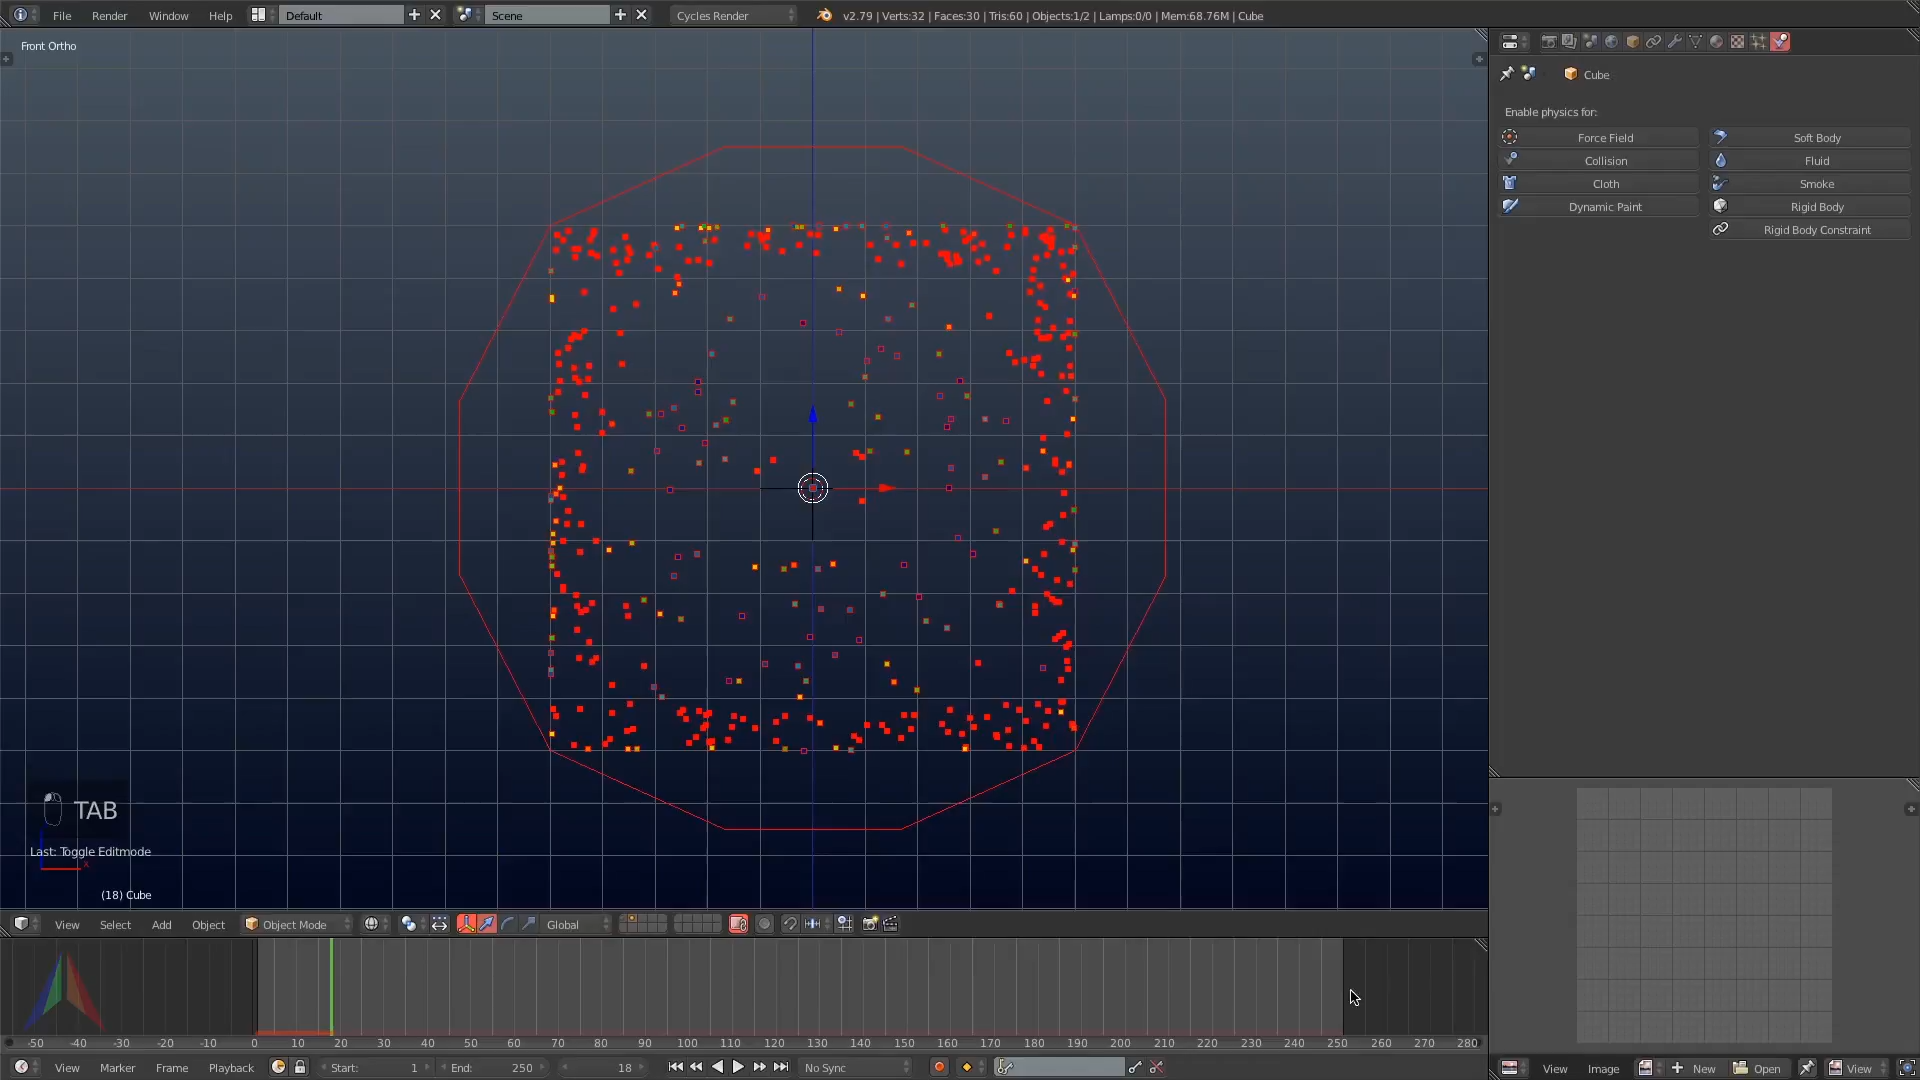 File Render Window Help Default Scene Cycles Render v2.79 | Verts:32 | Faces:30 | Tris:60 | Objects:1/2 | Lamps:0/0 | Mem:68.76M | Cube
Front Ortho
Cube
Enable physics for:
Force Field Soft Body
Collision Fluid
Cloth Smoke
Dynamic Paint Rigid Body
Rigid Body Constraint
TAB
Last: Toggle Editmode
x
(18) Cube
View Select Add Object Object Mode Global
-50 -40 -30 -20 -10 0 10 20 30 40 50 60 70 80 90 100 110 120 130 140 150 160 170 180 190 200 210 220 230 240 250 260 270 280
View Marker Frame Playback Start: 1 End: 250 18 No Sync View Image New Open View